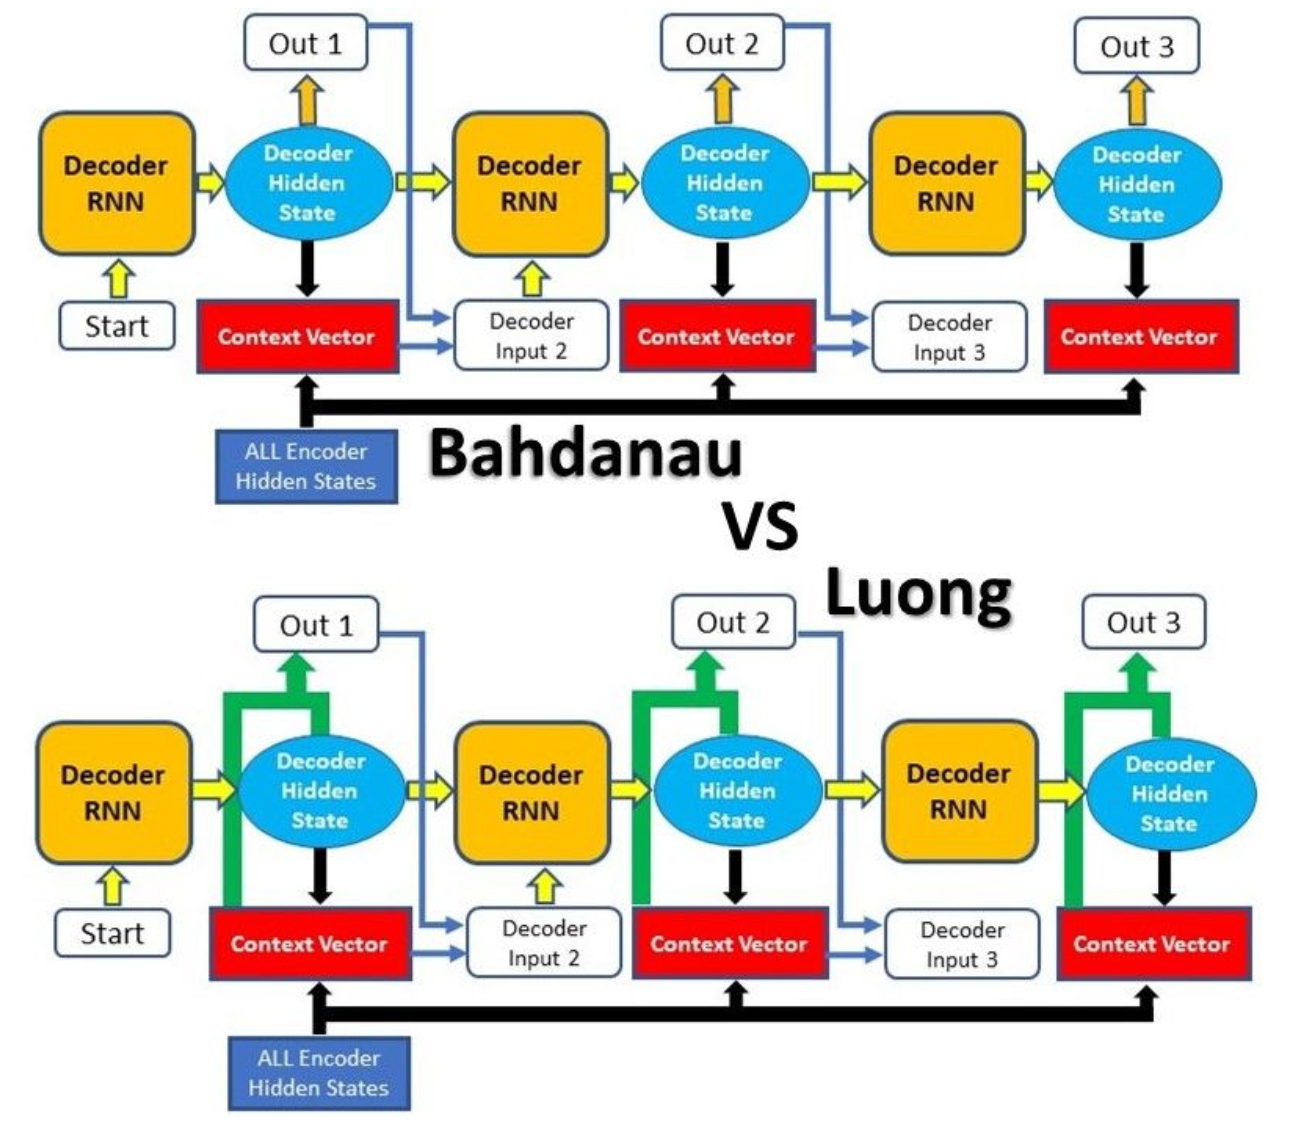 Out 1
Out 2
Out 3
Decoder
RNN
Decoder
Hidden
State
Decoder
RNN
Decoder
Hidden
State
Decoder
RNN
Decoder
Hidden
State
Start
Context Vector
Decoder
Input 2
Context Vector
Decoder
Input 3
Context Vector
ALL Encoder
Hidden States
Bahdanau
VS
Luong
Out 1
Out 2
Out 3
Decoder
RNN
Decoder
Hidden
State
Decoder
RNN
Decoder
Hidden
State
Decoder
RNN
Decoder
Hidden
State
Start
Context Vector
Decoder
Input 2
Context Vector
Decoder
Input 3
Context Vector
ALL Encoder
Hidden States